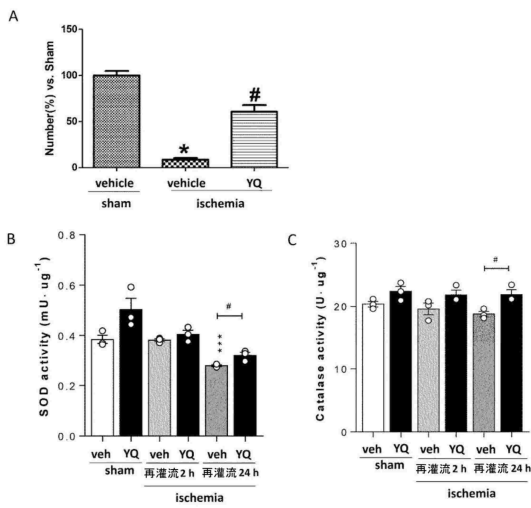 A
Number(%) vs. Sham
150
100
50
0
*
#
vehicle vehicle YQ
sham ischemia
B
SOD activity (mU· ug⁻¹)
0.8
0.6
0.4
0.2
0.0
***
#
veh YQ veh YQ veh YQ
sham 再灌流2 h 再灌流24 h
ischemia
C
Catalase activity (U· ug⁻¹)
30
20
10
0
#
veh YQ veh YQ veh YQ
sham 再灌流2 h 再灌流 24 h
ischemia